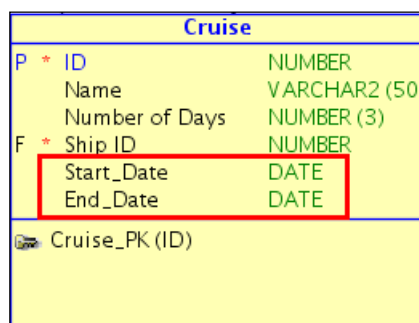 Cruise
P * ID NUMBER
Name VARCHAR2 (50
Number of Days NUMBER (3)
F * Ship ID NUMBER
Start_Date DATE
End_Date DATE
Cruise_PK (ID)